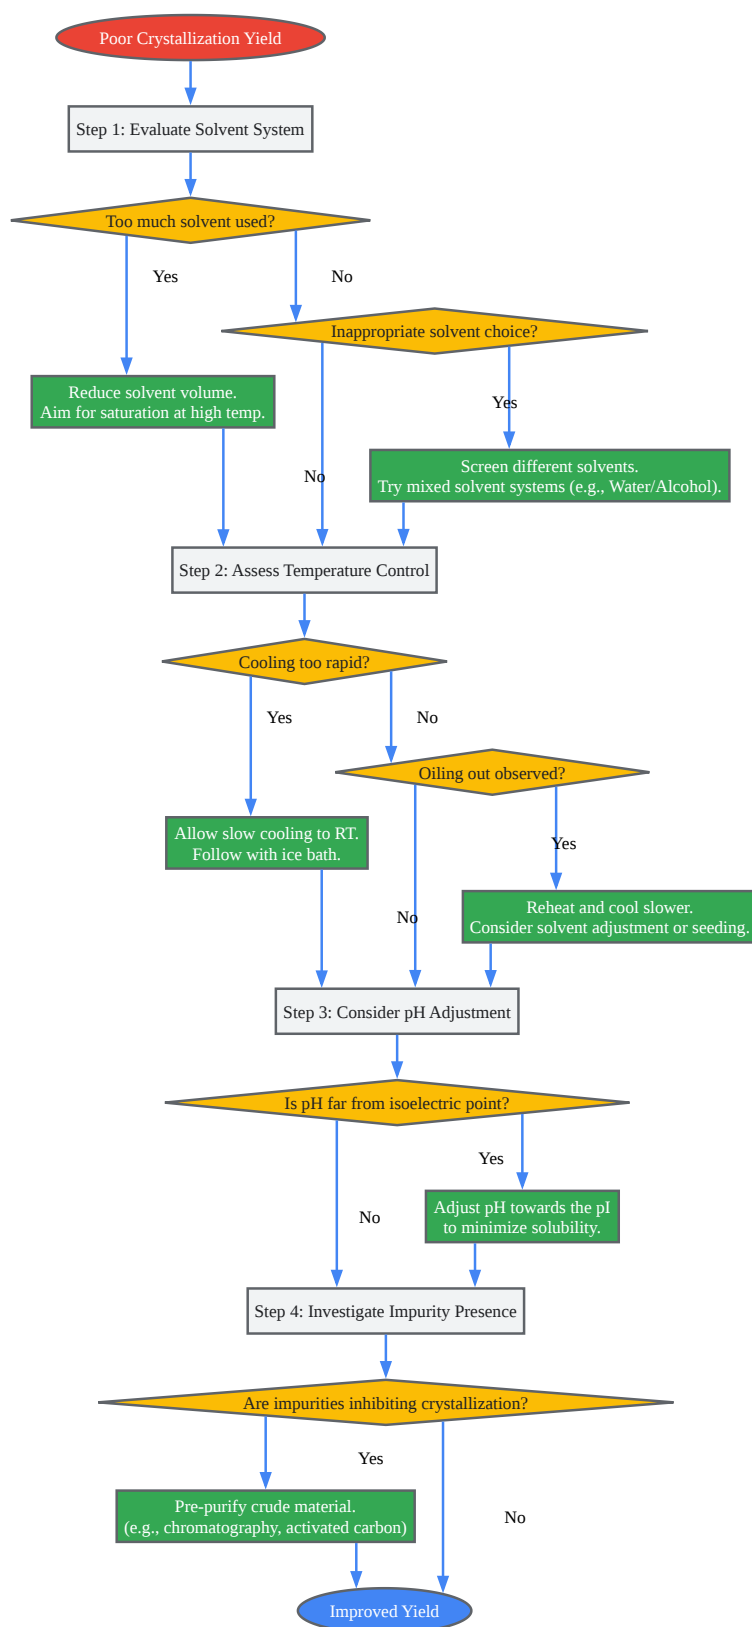 Poor Crystallization Yield
Step 1: Evaluate Solvent System
Too much solvent used?
Yes
No
Inappropriate solvent choice?
Reduce solvent volume.
Aim for saturation at high temp.
Yes
No
Screen different solvents.
Try mixed solvent systems (e.g., Water/Alcohol).
Step 2: Assess Temperature Control
Cooling too rapid?
Yes
No
Oiling out observed?
Allow slow cooling to RT.
Follow with ice bath.
Yes
No
Reheat and cool slower.
Consider solvent adjustment or seeding.
Step 3: Consider pH Adjustment
Is pH far from isoelectric point?
Yes
No
Adjust pH towards the pI
to minimize solubility.
Step 4: Investigate Impurity Presence
Are impurities inhibiting crystallization?
Yes
No
Pre-purify crude material.
(e.g., chromatography, activated carbon)
Improved Yield